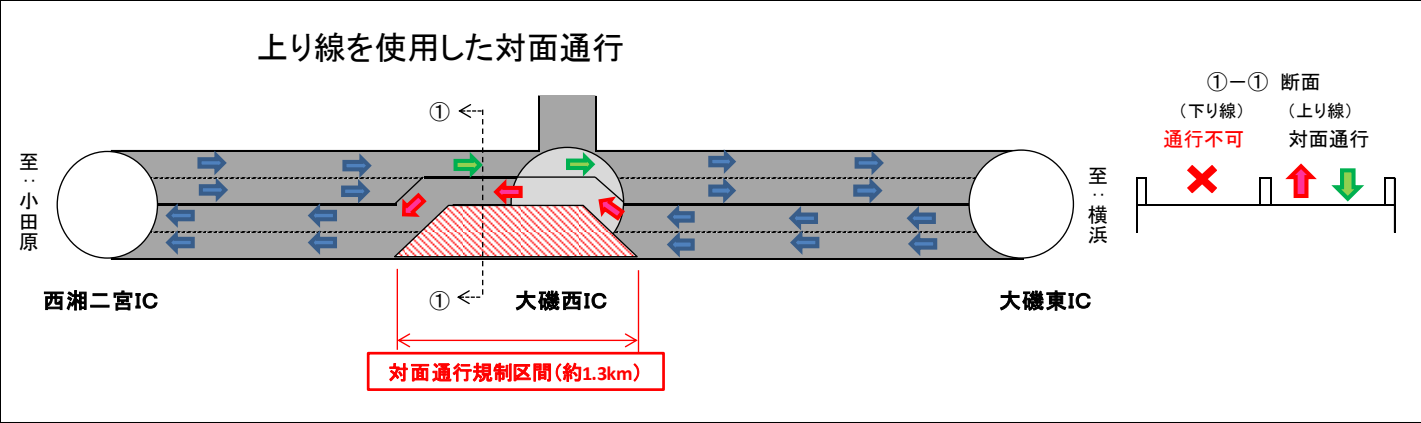 上り線を使用した対面通行
①
至：小田原
西湘二宮IC
①
大磯西IC
対面通行規制区間（約1.3km）
至：横浜
大磯東IC
①－① 断面
（下り線）
（上り線）
通行不可
対面通行